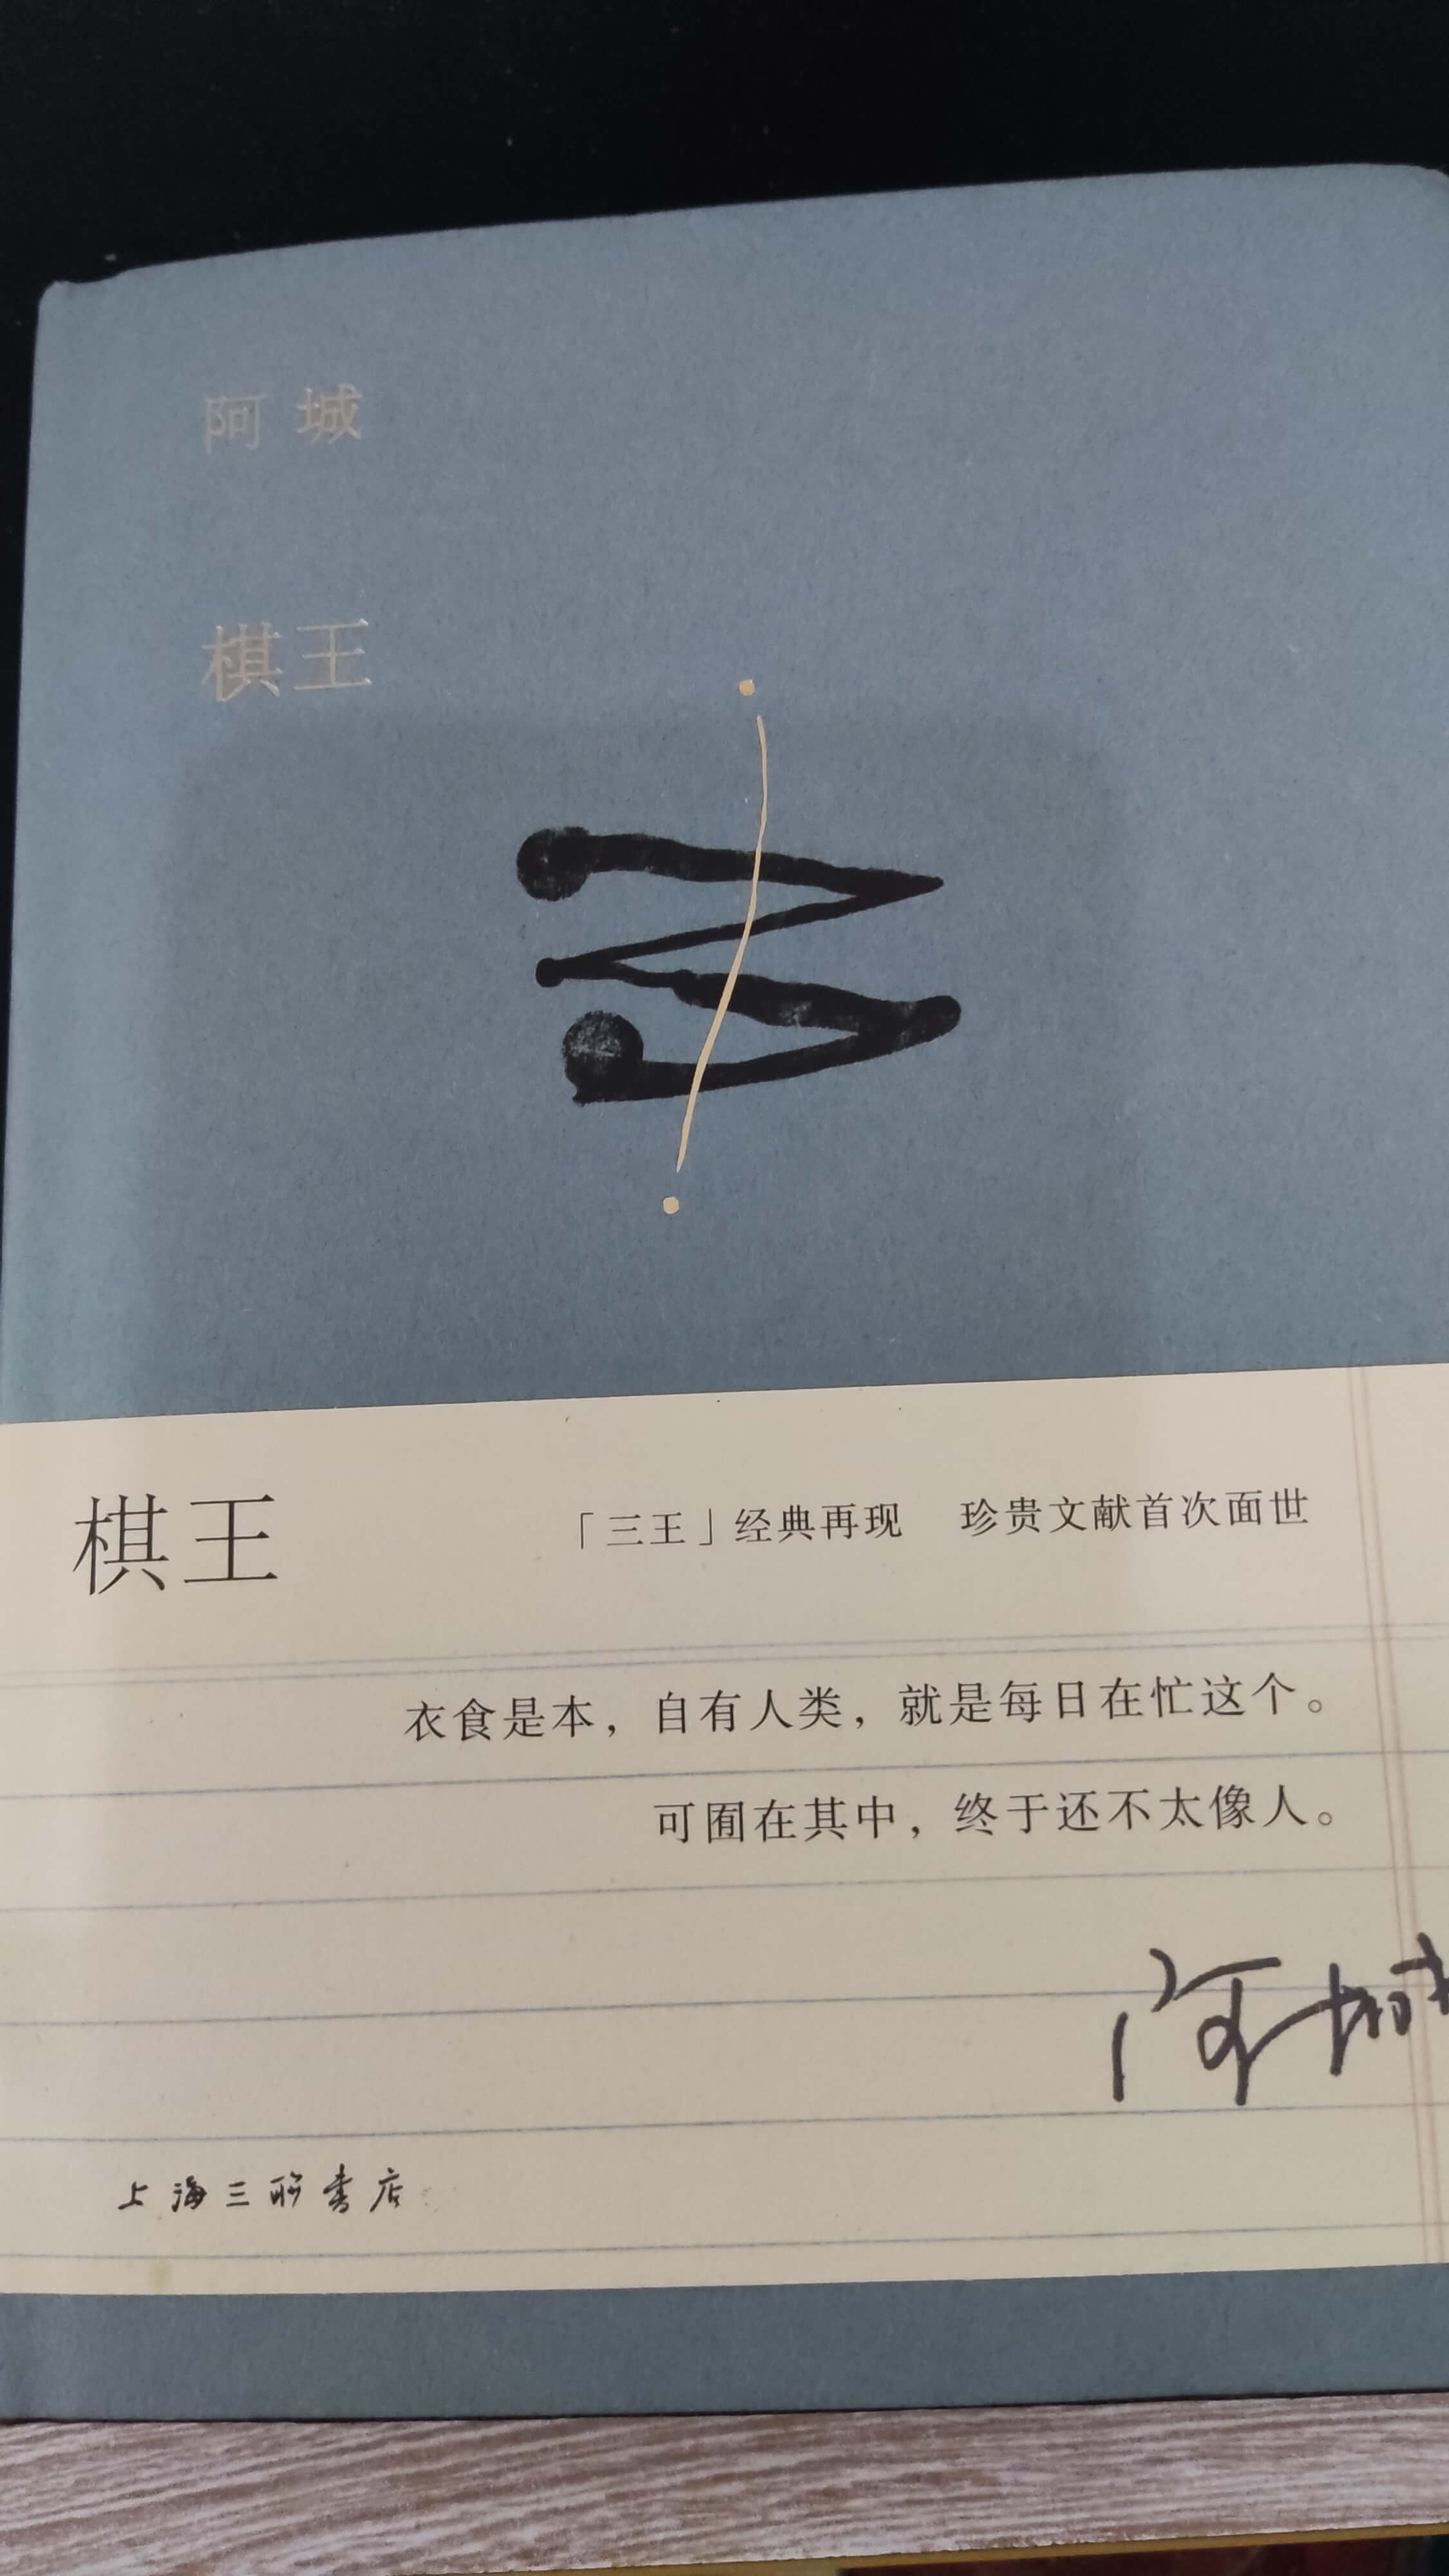 阿城
棋王
棋王
「三王」经典再现 珍贵文献首次面世
衣食是本，自有人类，就是每日在忙这个。
可囿在其中，终于还不太像人。
阿城
上海三联书店